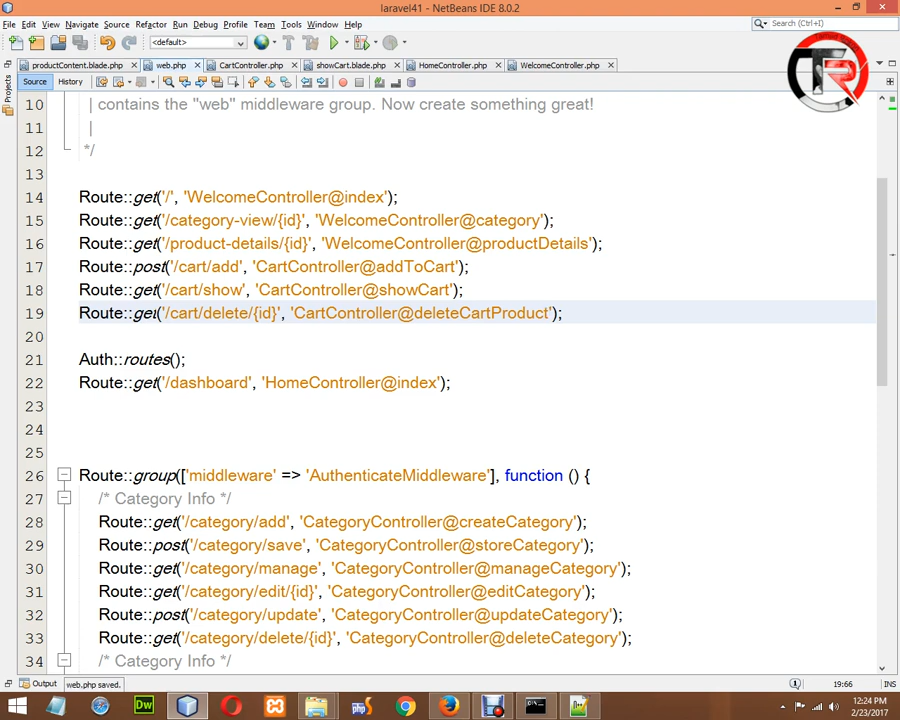 laravel41 - NetBeans IDE 8.0.2
File Edit View Navigate Source Refactor Run Debug Profile Team Tools Window Help
Search (Ctrl+I)
<default>
productContent.blade.php web.php CartController.php showCart.blade.php HomeController.php WelcomeController.php
Source History
Projects
TR
10 | contains the "web" middleware group. Now create something great!
11 |
12 */
13
14 Route::get('/', 'WelcomeController@index');
15 Route::get('/category-view/{id}', 'WelcomeController@category');
16 Route::get('/product-details/{id}', 'WelcomeController@productDetails');
17 Route::post('/cart/add', 'CartController@addToCart');
18 Route::get('/cart/show', 'CartController@showCart');
19 Route::get('/cart/delete/{id}', 'CartController@deleteCartProduct');
20
21 Auth::routes();
22 Route::get('/dashboard', 'HomeController@index');
23
24
25
26 Route::group(['middleware' => 'AuthenticateMiddleware'], function () {
27 /* Category Info */
28 Route::get('/category/add', 'CategoryController@createCategory');
29 Route::post('/category/save', 'CategoryController@storeCategory');
30 Route::get('/category/manage', 'CategoryController@manageCategory');
31 Route::get('/category/edit/{id}', 'CategoryController@editCategory');
32 Route::post('/category/update', 'CategoryController@updateCategory');
33 Route::get('/category/delete/{id}', 'CategoryController@deleteCategory');
34 /* Category Info */
Output web.php saved. 19:66 INS
Dw
12:24 PM
2/23/2017